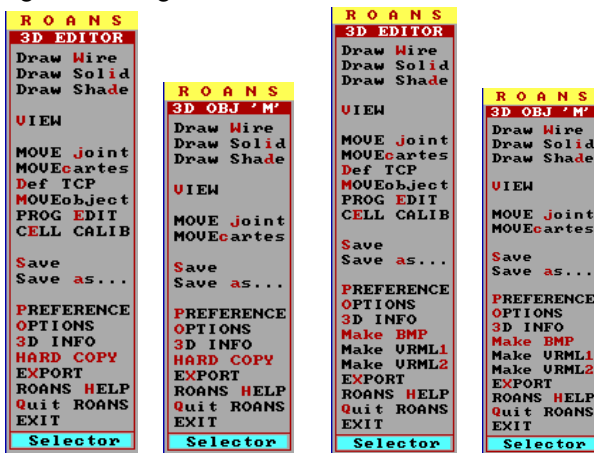 R O A N S
3D EDITOR
Draw Wire
Draw Solid
Draw Shade
VIEW
MOVE joint
MOVEcartes
Def TCP
MOVEobject
PROG EDIT
CELL CALIB
Save
Save as...
PREFERENCE
OPTIONS
3D INFO
HARD COPY
EXPORT
ROANS HELP
Quit ROANS
EXIT
Selector
R O A N S
3D OBJ 'M'
Draw Wire
Draw Solid
Draw Shade
VIEW
MOVE joint
MOVEcartes
Save
Save as...
PREFERENCE
OPTIONS
3D INFO
HARD COPY
EXPORT
ROANS HELP
Quit ROANS
EXIT
Selector
R O A N S
3D EDITOR
Draw Wire
Draw Solid
Draw Shade
VIEW
MOVE joint
MOVEcartes
Def TCP
MOVEobject
PROG EDIT
CELL CALIB
Save
Save as...
PREFERENCE
OPTIONS
3D INFO
Make BMP
Make VRML1
Make VRML2
EXPORT
ROANS HELP
Quit ROANS
EXIT
Selector
R O A N S
3D OBJ 'M'
Draw Wire
Draw Solid
Draw Shade
VIEW
MOVE joint
MOVEcartes
Save
Save as...
PREFERENCE
OPTIONS
3D INFO
Make BMP
Make VRML1
Make VRML2
EXPORT
ROANS HELP
Quit ROANS
EXIT
Selector